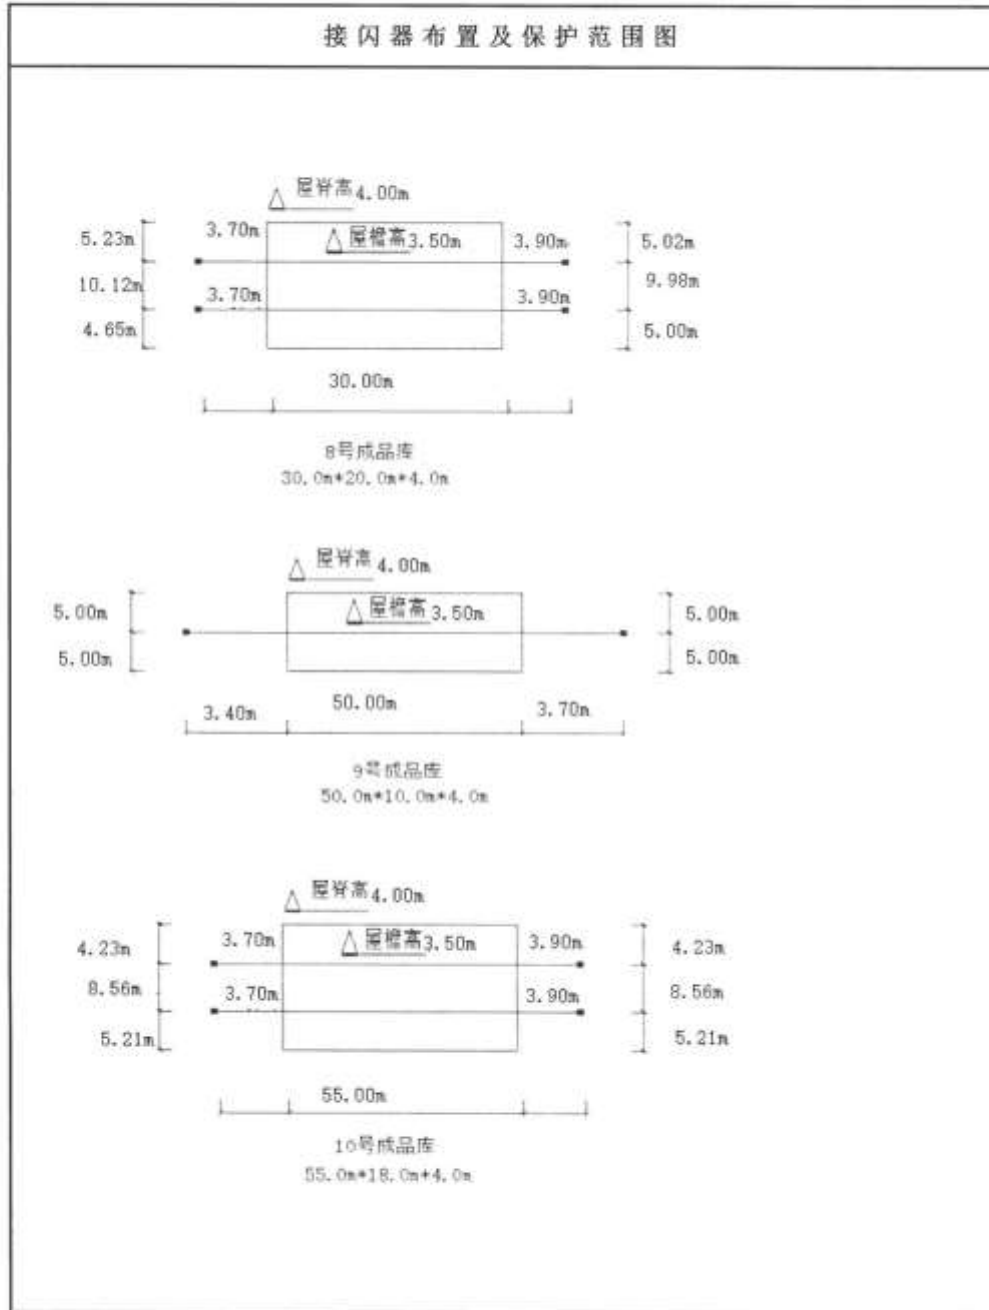 接闪器布置及保护范围图
屋脊高4.00m
5.23m 3.70m 屋檐高3.50m 3.90m 5.02m
10.12m 9.98m
3.70m 3.90m
4.65m 5.00m
30.00m
8号成品库
30.0m*20.0m*4.0m
屋脊高4.00m
5.00m 屋檐高3.50m 5.00m
5.00m 5.00m
3.40m 50.00m 3.70m
9号成品库
50.0m*10.0m*4.0m
屋脊高4.00m
4.23m 3.70m 屋檐高3.50m 3.90m 4.23m
8.56m 3.70m 3.90m 8.56m
5.21m 5.21m
55.00m
10号成品库
55.0m*18.0m*4.0m